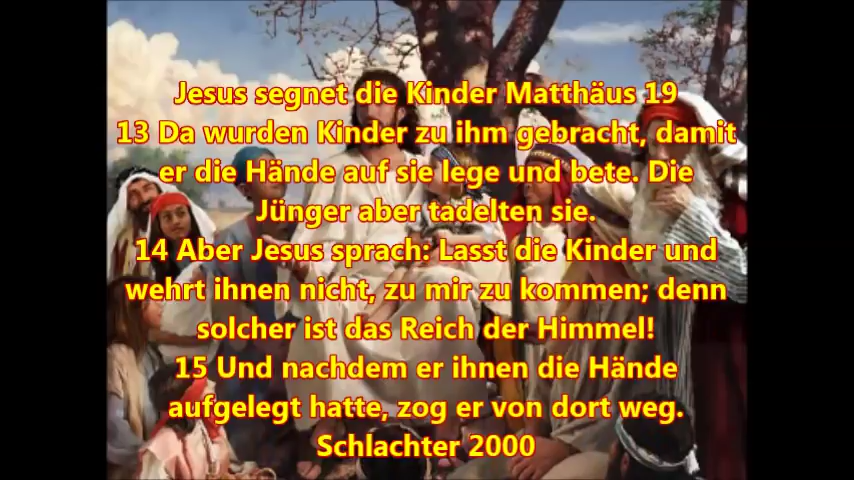 Jesus segnet die Kinder Matthäus 19
13 Da wurden Kinder zu ihm gebracht, damit
er die Hände auf sie lege und bete. Die
Jünger aber tadelten sie.
14 Aber Jesus sprach: Lasst die Kinder und
wehrt ihnen nicht, zu mir zu kommen; denn
solcher ist das Reich der Himmel!
15 Und nachdem er ihnen die Hände
aufgelegt hatte, zog er von dort weg.
Schlachter 2000